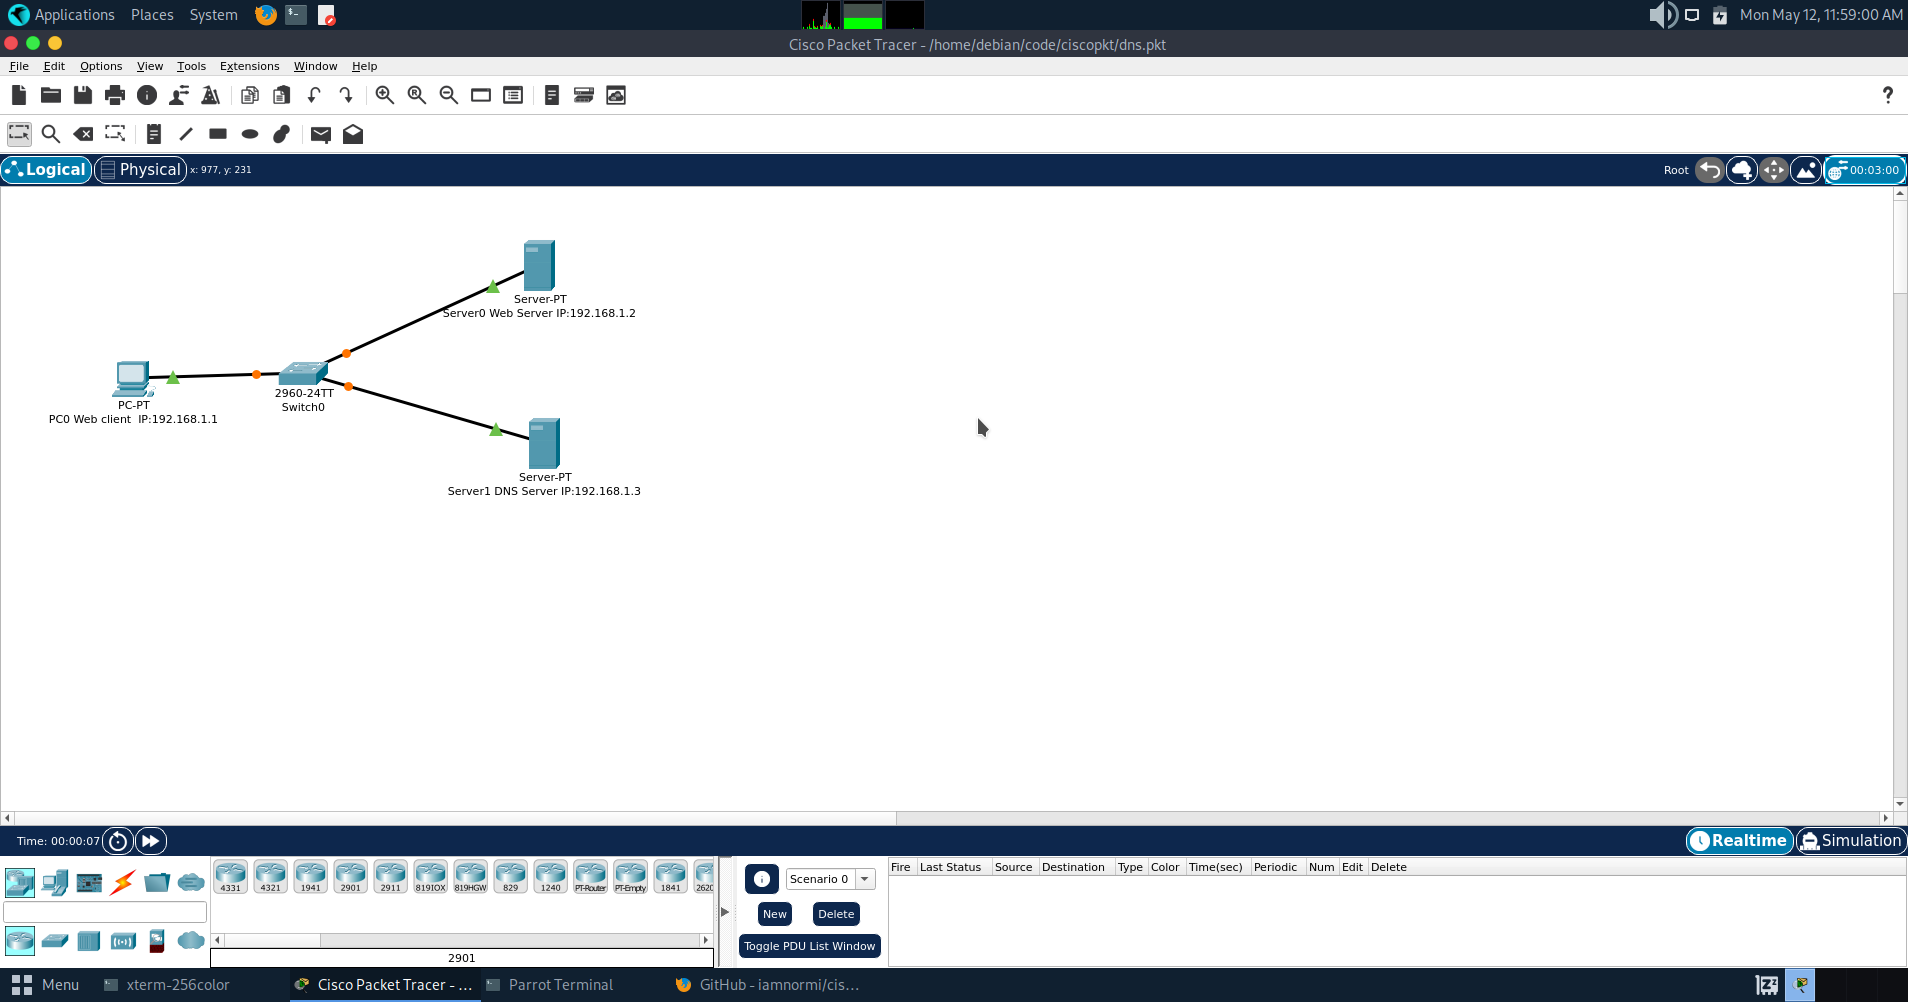 Applications Places System Mon May 12, 11:59:00 AM
Cisco Packet Tracer - /home/debian/code/ciscopkt/dns.pkt
File Edit Options View Tools Extensions Window Help
?
Logical Physical x: 977, y: 231 Root 00:03:00
Server-PT
Server0 Web Server IP:192.168.1.2
PC-PT
PC0 Web client  IP:192.168.1.1
2960-24TT
Switch0
Server-PT
Server1 DNS Server IP:192.168.1.3
Time: 00:00:07 Realtime Simulation
4331 4321 1941 2901 2911 819IOX 819HGW 829 1240 PT-Router PT-Empty 1841 2620
2901
Scenario 0
New Delete
Toggle PDU List Window
Fire Last Status Source Destination Type Color Time(sec) Periodic Num Edit Delete
Menu xterm-256color Cisco Packet Tracer - ... Parrot Terminal GitHub - iamnormi/cis...